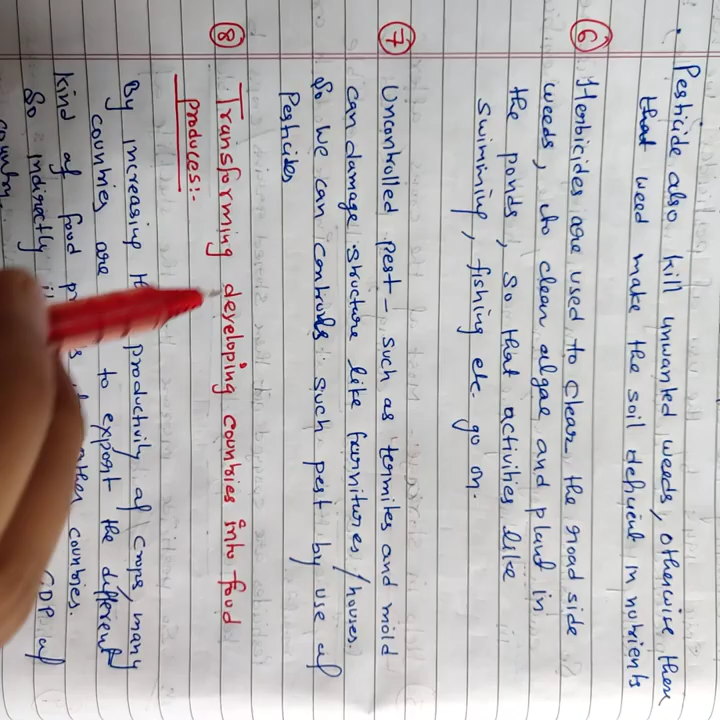 Pesticide also kill unwanted weeds, otherwise these
that weed make the soil deficient in nutrients
⑥ Herbicides are used to clear the road side
weeds, to clean algae and plant in
the ponds, so that activities like
swimming, fishing etc. go on.
⑦ Uncontrolled pest - such as termites and mold
can damage structure like furnitures/houses.
So we can controls such pest by use of
Pesticides
⑧ Transforming developing countries into food
produces:-
By increasing productivity of crops, many
countries are to export the different
kind of food other countries.
So indirectly GDP of
country